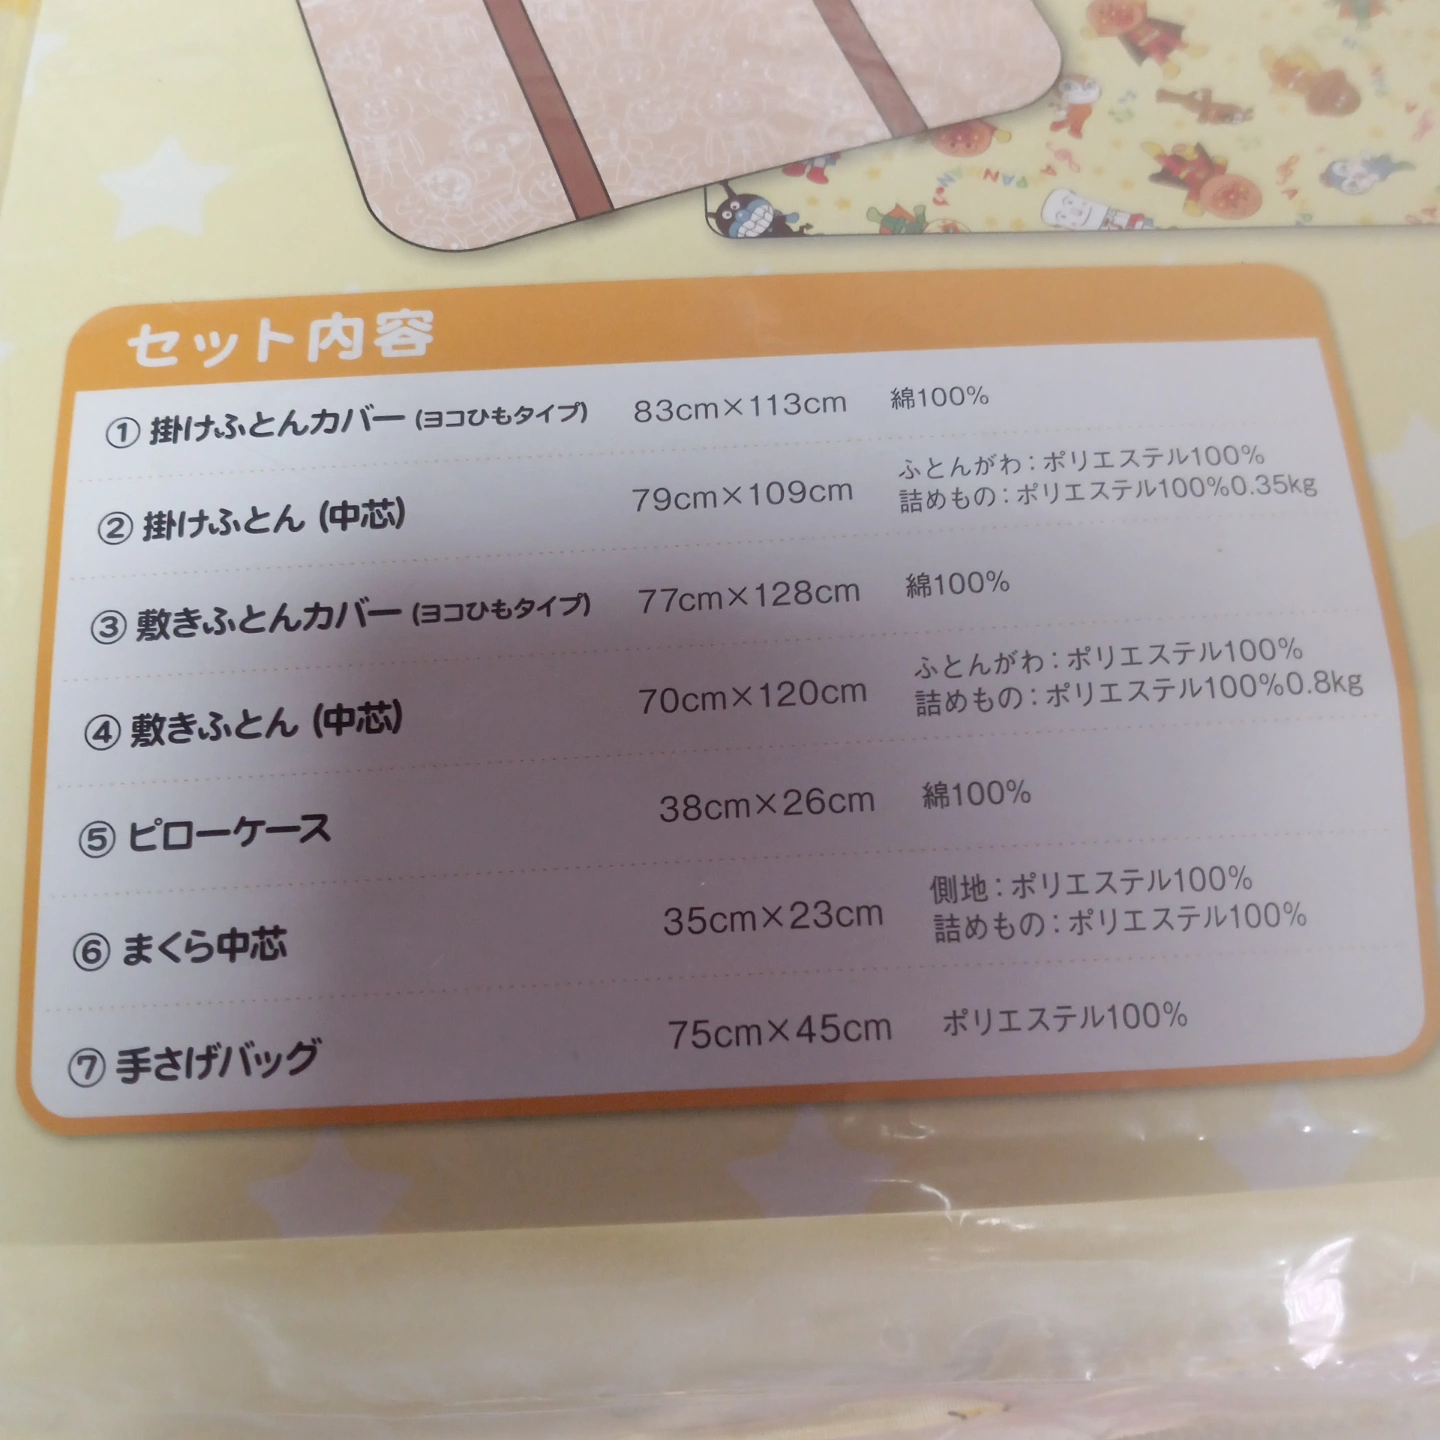 PAN MAN
セット内容
① 掛けふとんカバー (ヨコひもタイプ) 83cm×113cm 綿100%
② 掛けふとん (中芯) 79cm×109cm ふとんがわ:ポリエステル100%
詰めもの:ポリエステル100%0.35kg
③ 敷きふとんカバー (ヨコひもタイプ) 77cm×128cm 綿100%
④ 敷きふとん (中芯) 70cm×120cm ふとんがわ:ポリエステル100%
詰めもの:ポリエステル100%0.8kg
⑤ ピローケース 38cm×26cm 綿100%
⑥ まくら中芯 35cm×23cm 側地:ポリエステル100%
詰めもの:ポリエステル100%
⑦ 手さげバッグ 75cm×45cm ポリエステル100%